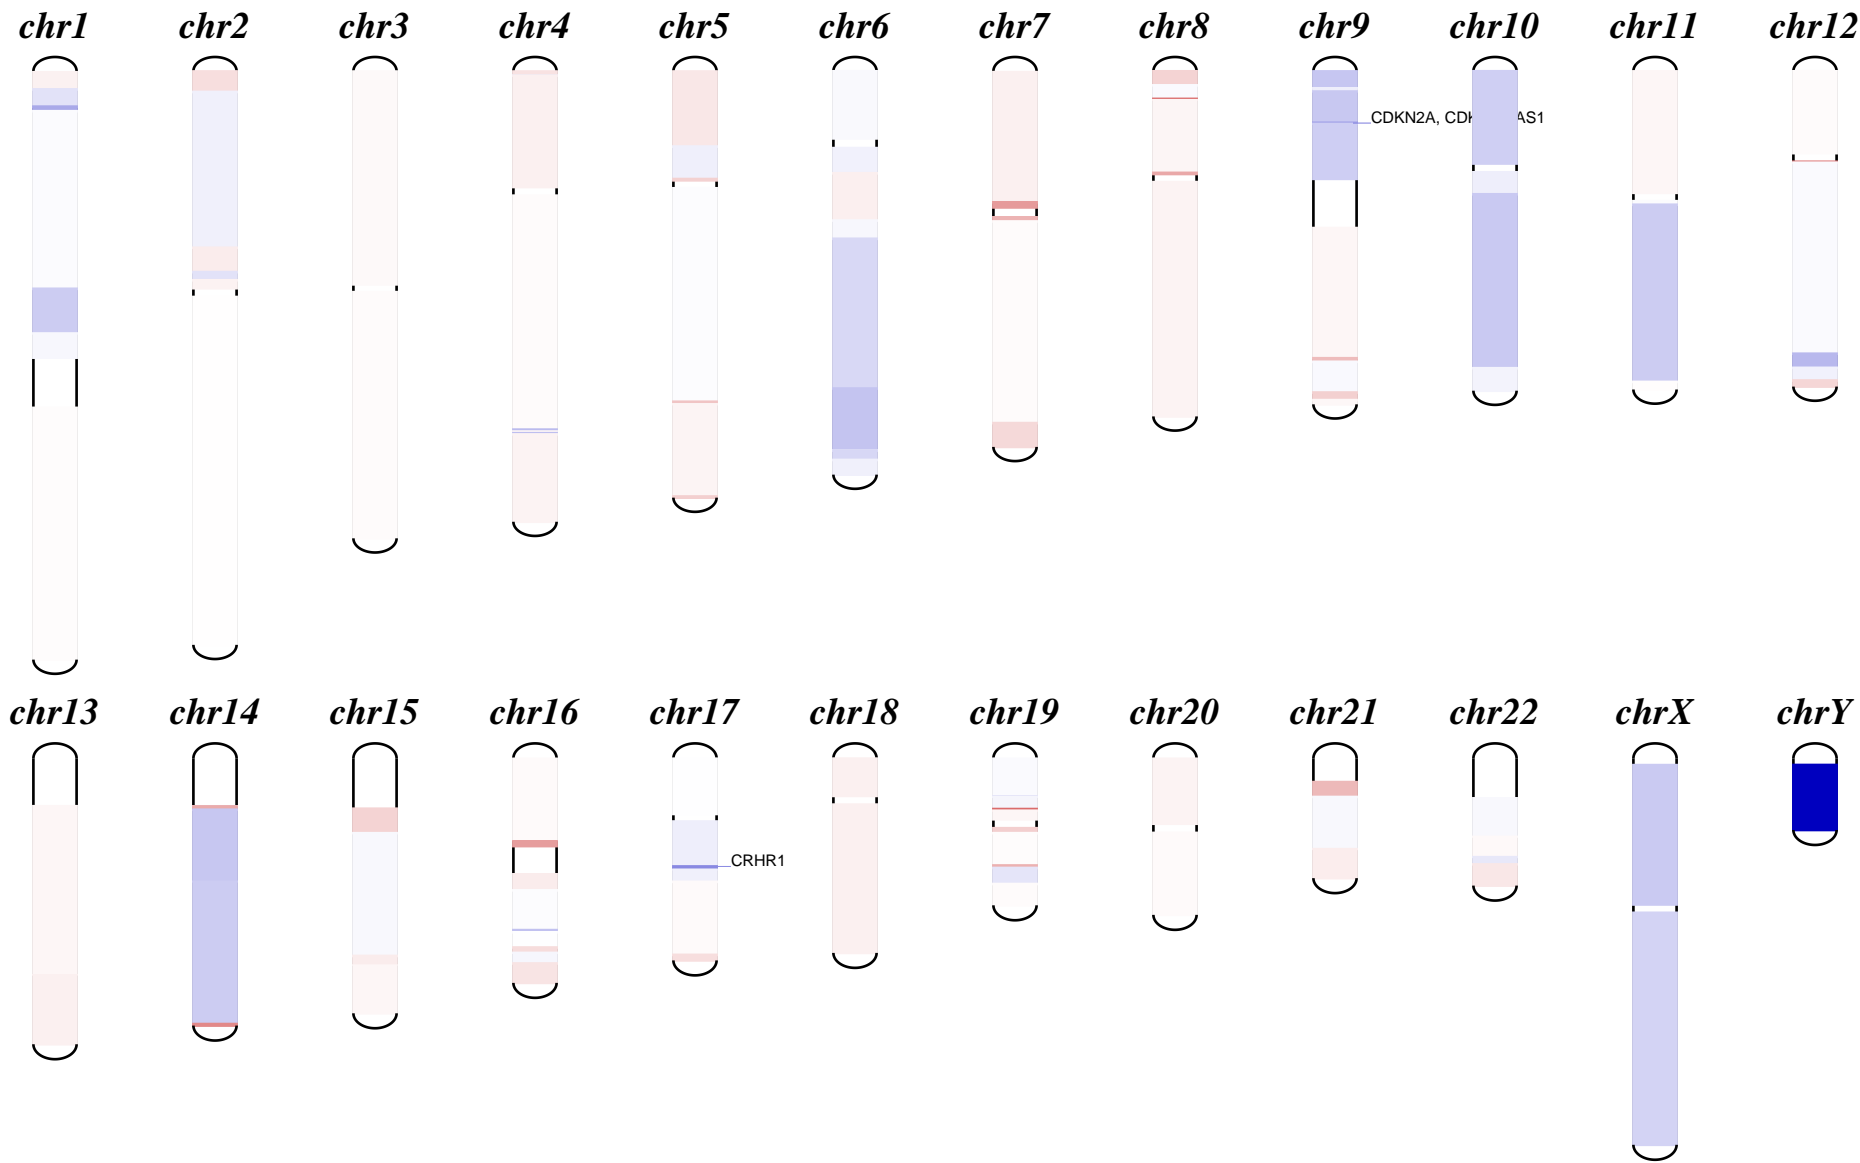 chr1 chr2 chr3 chr4 chr5 chr6 chr7 chr8 chr9 chr10 chr11 chr12
CDKN2A, AS1
chr13 chr14 chr15 chr16 chr17 chr18 chr19 chr20 chr21 chr22 chrX chrY
CRHR1